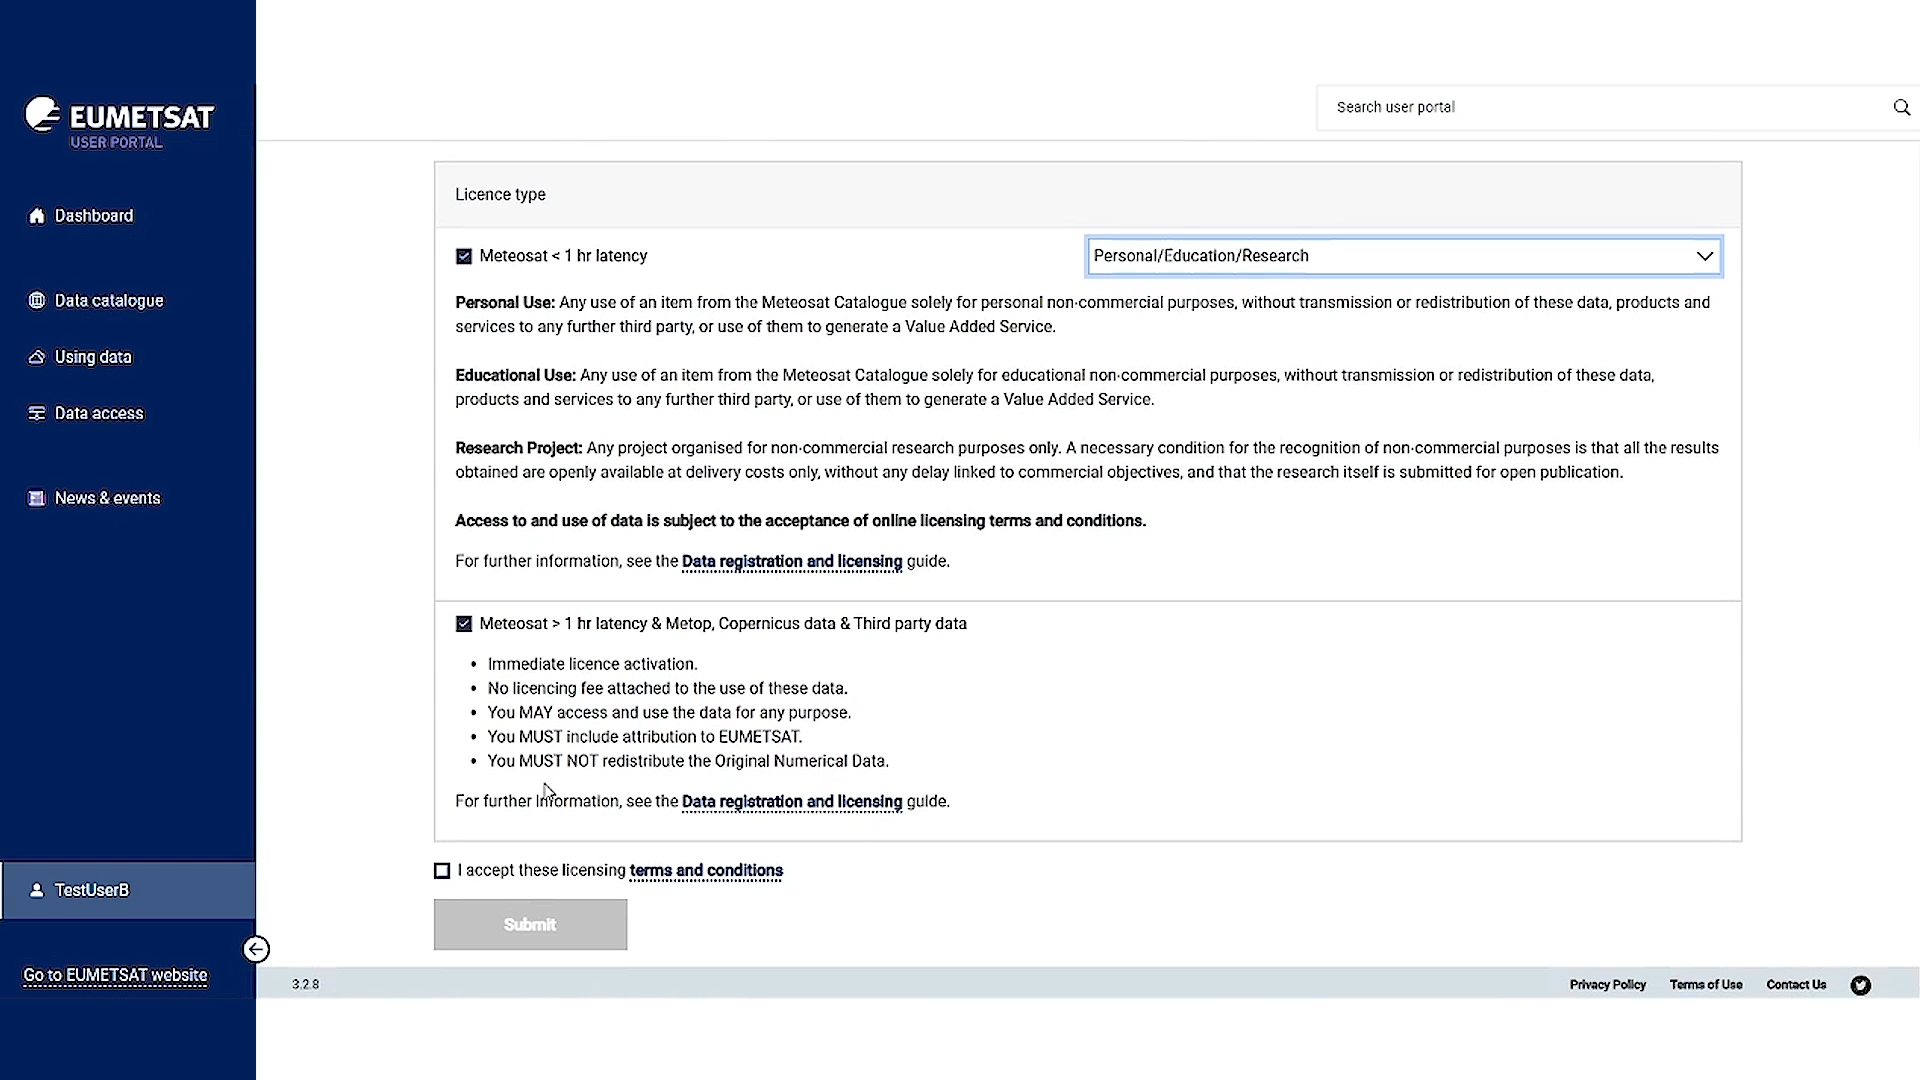 EUMETSAT
USER PORTAL
Search user portal
Dashboard
Data catalogue
Using data
Data access
News & events
TestUserB
Go to EUMETSAT website
Licence type
Meteosat < 1 hr latency
Personal/Education/Research
Personal Use: Any use of an item from the Meteosat Catalogue solely for personal non-commercial purposes, without transmission or redistribution of these data, products and
services to any further third party, or use of them to generate a Value Added Service.
Educational Use: Any use of an item from the Meteosat Catalogue solely for educational non-commercial purposes, without transmission or redistribution of these data,
products and services to any further third party, or use of them to generate a Value Added Service.
Research Project: Any project organised for non-commercial research purposes only. A necessary condition for the recognition of non-commercial purposes is that all the results
obtained are openly available at delivery costs only, without any delay linked to commercial objectives, and that the research itself is submitted for open publication.
Access to and use of data is subject to the acceptance of online licensing terms and conditions.
For further information, see the Data registration and licensing guide.
Meteosat > 1 hr latency & Metop, Copernicus data & Third party data
• Immediate licence activation.
• No licencing fee attached to the use of these data.
• You MAY access and use the data for any purpose.
• You MUST include attribution to EUMETSAT.
• You MUST NOT redistribute the Original Numerical Data.
For further information, see the Data registration and licensing guide.
I accept these licensing terms and conditions
Submit
3.2.8
Privacy Policy
Terms of Use
Contact Us